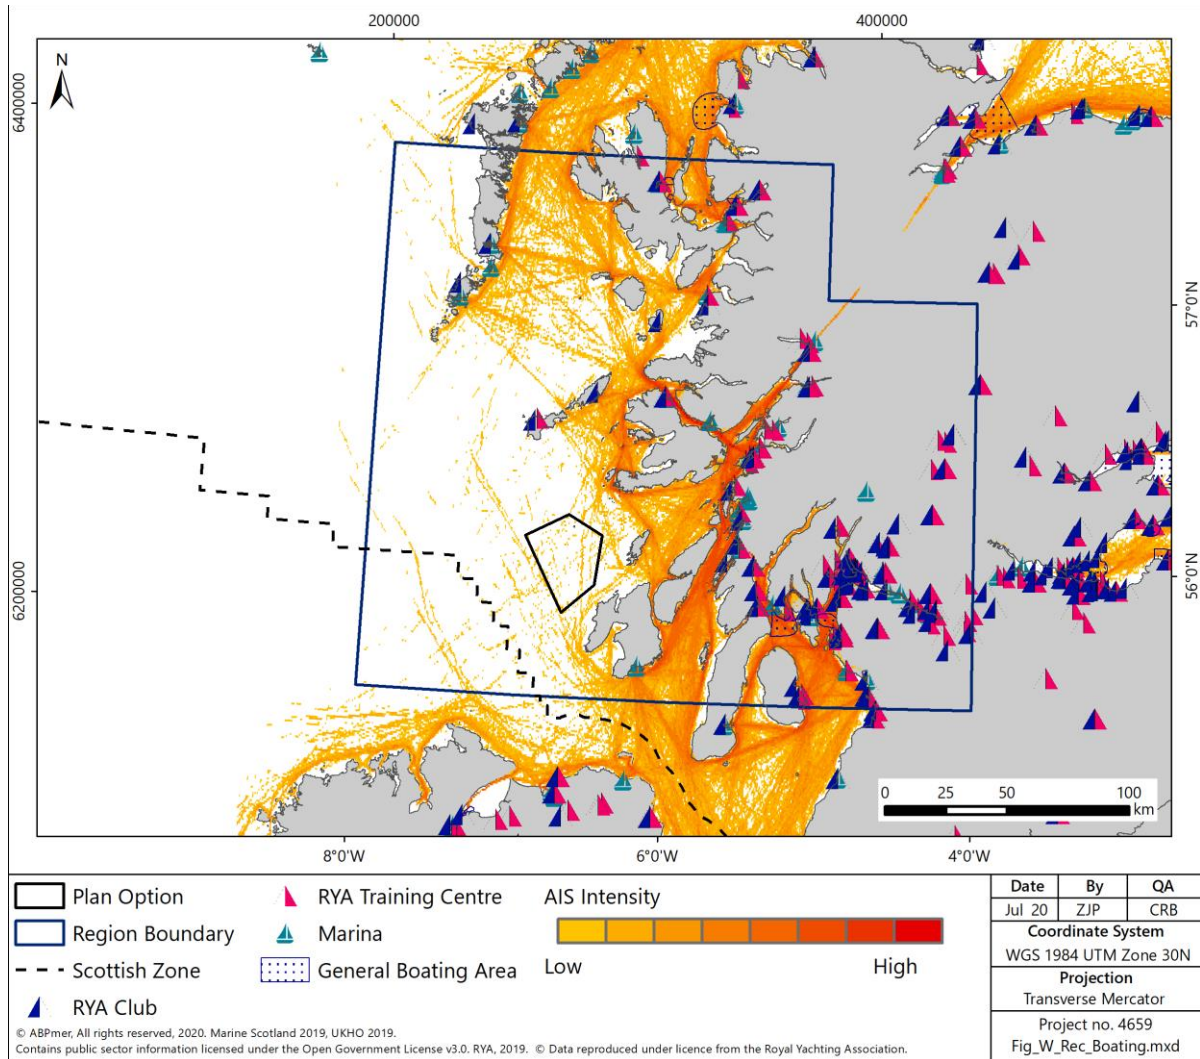 200000
400000
N
6400000
57°0'N
56°0'N
6200000
0 25 50 100
km
8°0'W
6°0'W
4°0'W
Plan Option
Region Boundary
Scottish Zone
RYA Club
RYA Training Centre
Marina
General Boating Area
AIS Intensity
Low High
Date By QA
Jul 20 ZJP CRB
Coordinate System
WGS 1984 UTM Zone 30N
Projection
Transverse Mercator
Project no. 4659
Fig_W_Rec_Boating.mxd
© ABPmer, All rights reserved, 2020. Marine Scotland 2019, UKHO 2019.
Contains public sector information licensed under the Open Government License v3.0. RYA, 2019. © Data reproduced under licence from the Royal Yachting Association.